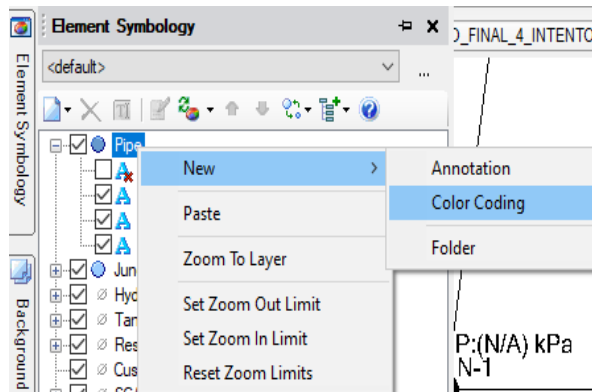 Element Symbology
O_FINAL_4_INTENTO
<default>
...
Element Symbology
Pipe
A
A
A
A
New
Paste
Zoom To Layer
Set Zoom Out Limit
Set Zoom In Limit
Reset Zoom Limits
Annotation
Color Coding
Folder
Jun
Hyd
Tan
Res
Cus
Background
P:(N/A) kPa
N-1